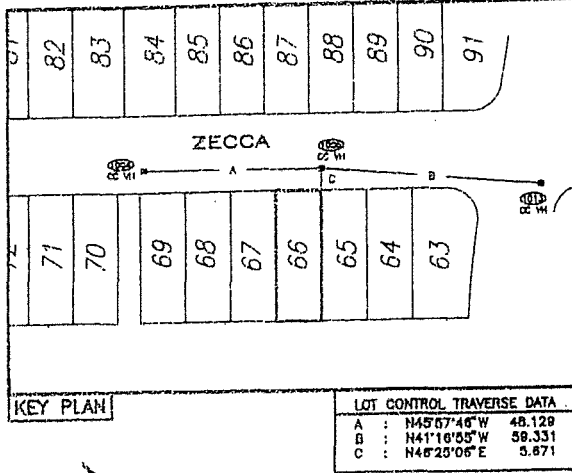 82 83 84 85 86 87 88 89 90 91
ZECCA
A
C
B
71 70 69 68 67 66 65 64 63
KEY PLAN
LOT CONTROL TRAVERSE DATA
A : N45°57'46"W 48.129
B : N41°16'55"W 59.331
C : N46°25'06"E 5.671